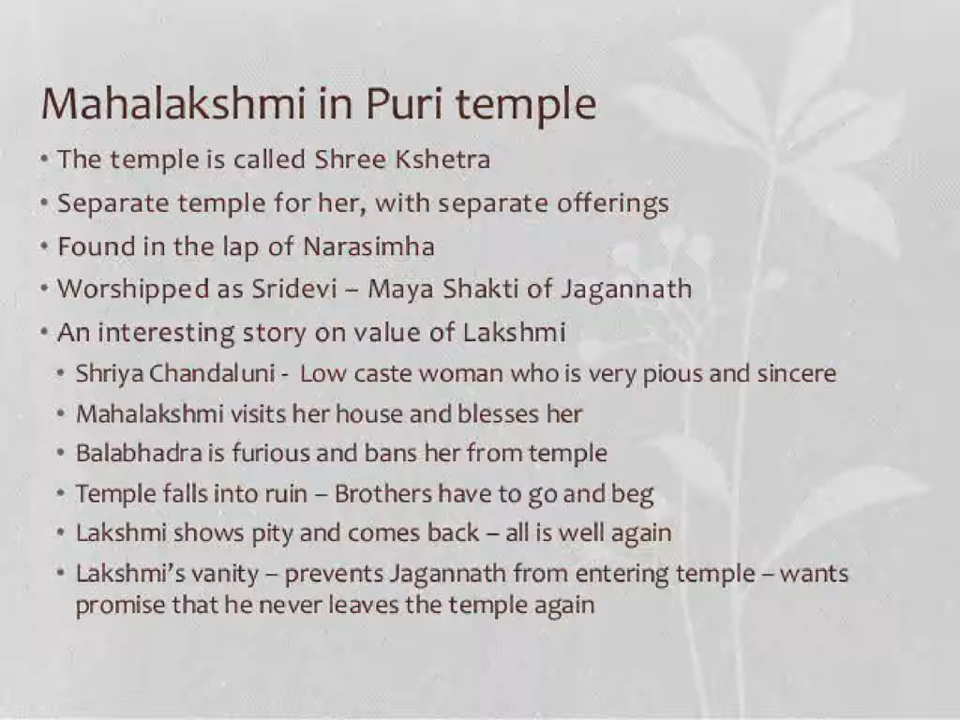 Mahalakshmi in Puri temple
• The temple is called Shree Kshetra
• Separate temple for her, with separate offerings
• Found in the lap of Narasimha
• Worshipped as Sridevi – Maya Shakti of Jagannath
• An interesting story on value of Lakshmi
• Shriya Chandaluni - Low caste woman who is very pious and sincere
• Mahalakshmi visits her house and blesses her
• Balabhadra is furious and bans her from temple
• Temple falls into ruin – Brothers have to go and beg
• Lakshmi shows pity and comes back – all is well again
• Lakshmi’s vanity – prevents Jagannath from entering temple – wants
promise that he never leaves the temple again